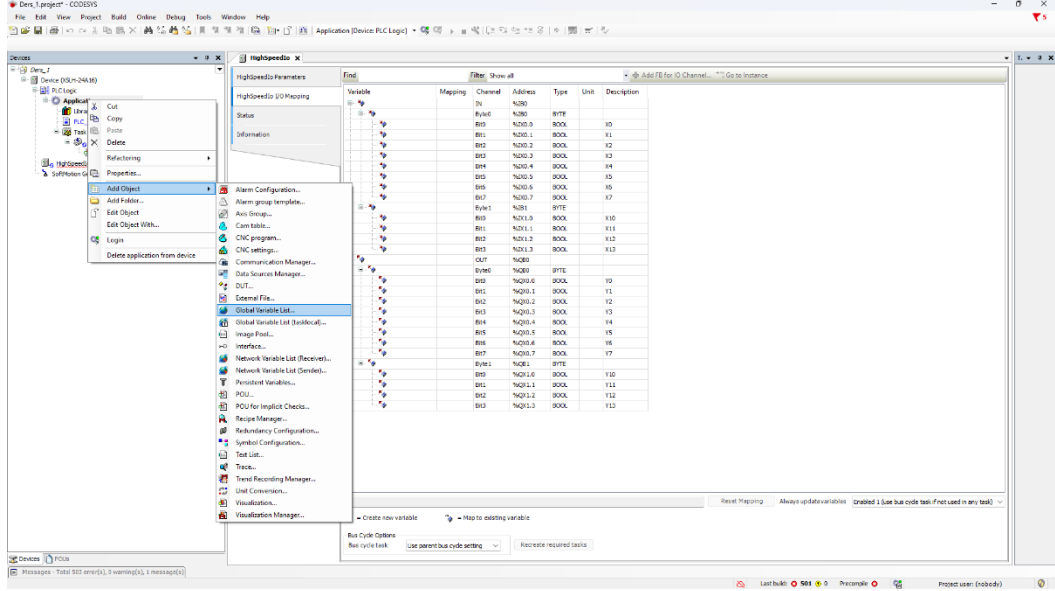 Ders_1.project* - CODESYS
File Edit View Project Build Online Debug Tools Window Help
5
Application [Device: PLC Logic]
Devices
Ders_1
Device (XSLH-24A16)
PLC Logic
Cut
Copy
Paste
Delete
Refactoring
Properties...
Add Object
Add Folder...
Edit Object
Edit Object With...
Login
Delete application from device
Alarm Configuration...
Alarm group template...
Axis Group...
Cam table...
CNC program...
CNC settings...
Communication Manager...
Data Sources Manager...
DUT...
External File...
Global Variable List...
Global Variable List (tasklocal)...
Image Pool...
Interface...
Network Variable List (Receiver)...
Network Variable List (Sender)...
Persistent Variables...
POU...
POU for Implicit Checks...
Recipe Manager...
Redundancy Configuration...
Symbol Configuration...
Text List...
Trace...
Trend Recording Manager...
Unit Conversion...
Visualization...
Visualization Manager...
HighSpeedIo
HighSpeedIo Parameters
HighSpeedIo I/O Mapping
Status
Information
Find Filter Show all Add FB for IO Channel... Go to Instance
Variable Mapping Channel Address Type Unit Description
IN %IB0
Byte0 %IB0 BYTE
Bit0 %IX0.0 BOOL X0
Bit1 %IX0.1 BOOL X1
Bit2 %IX0.2 BOOL X2
Bit3 %IX0.3 BOOL X3
Bit4 %IX0.4 BOOL X4
Bit5 %IX0.5 BOOL X5
Bit6 %IX0.6 BOOL X6
Bit7 %IX0.7 BOOL X7
Byte1 %IB1 BYTE
Bit0 %IX1.0 BOOL X10
Bit1 %IX1.1 BOOL X11
Bit2 %IX1.2 BOOL X12
Bit3 %IX1.3 BOOL X13
OUT %QB0
Byte0 %QB0 BYTE
Bit0 %QX0.0 BOOL Y0
Bit1 %QX0.1 BOOL Y1
Bit2 %QX0.2 BOOL Y2
Bit3 %QX0.3 BOOL Y3
Bit4 %QX0.4 BOOL Y4
Bit5 %QX0.5 BOOL Y5
Bit6 %QX0.6 BOOL Y6
Bit7 %QX0.7 BOOL Y7
Byte1 %QB1 BYTE
Bit0 %QX1.0 BOOL Y10
Bit1 %QX1.1 BOOL Y11
Bit2 %QX1.2 BOOL Y12
Bit3 %QX1.3 BOOL Y13
Reset Mapping Always update variables Enabled 1 (use bus cycle task if not used in any task)
= Create new variable = Map to existing variable
Bus Cycle Options
Bus cycle task Use parent bus cycle setting Recreate required tasks
Devices POUs
Messages - Total 503 error(s), 0 warning(s), 1 message(s)
Last build: 501 0 Precompile Project user: (nobody)